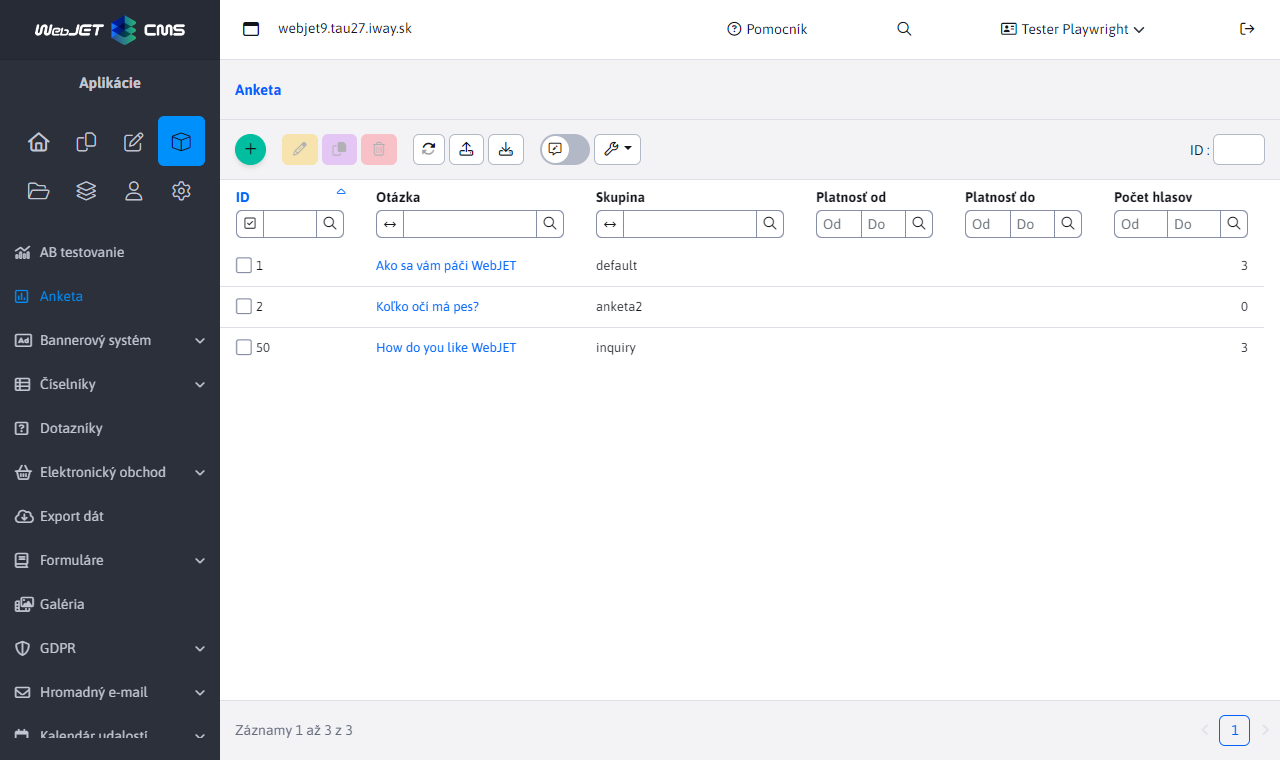 WebJET CMS
webjet9.tau27.iway.sk
Pomocník
Tester Playwright
Aplikácie
Anketa
ID :
ID
Otázka
Skupina
Platnosť od
Platnosť do
Počet hlasov
Od Do
Od Do
Od Do
1 Ako sa vám páči WebJET default 3
2 Koľko očí má pes? anketa2 0
50 How do you like WebJET inquiry 3
AB testovanie
Anketa
Bannerový systém
Číselníky
Dotazníky
Elektronický obchod
Export dát
Formuláre
Galéria
GDPR
Hromadný e-mail
Kalendár udalostí
Záznamy 1 až 3 z 3
1